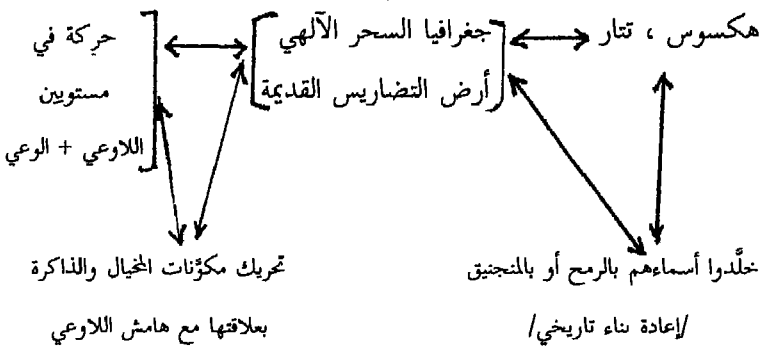 هكسوس ، تتار
جغرافيا السحر الآلهي
أرض التضاريس القديمة
حركة في
مستويين
اللاوعي + الوعي
خلَّدوا أسماءهم بالرمح أو بالمنجنيق
/إعادة بناء تاريخي/
تحريك مكوَّنات المخيال والذاكرة
بعلاقتها مع هامش اللاوعي